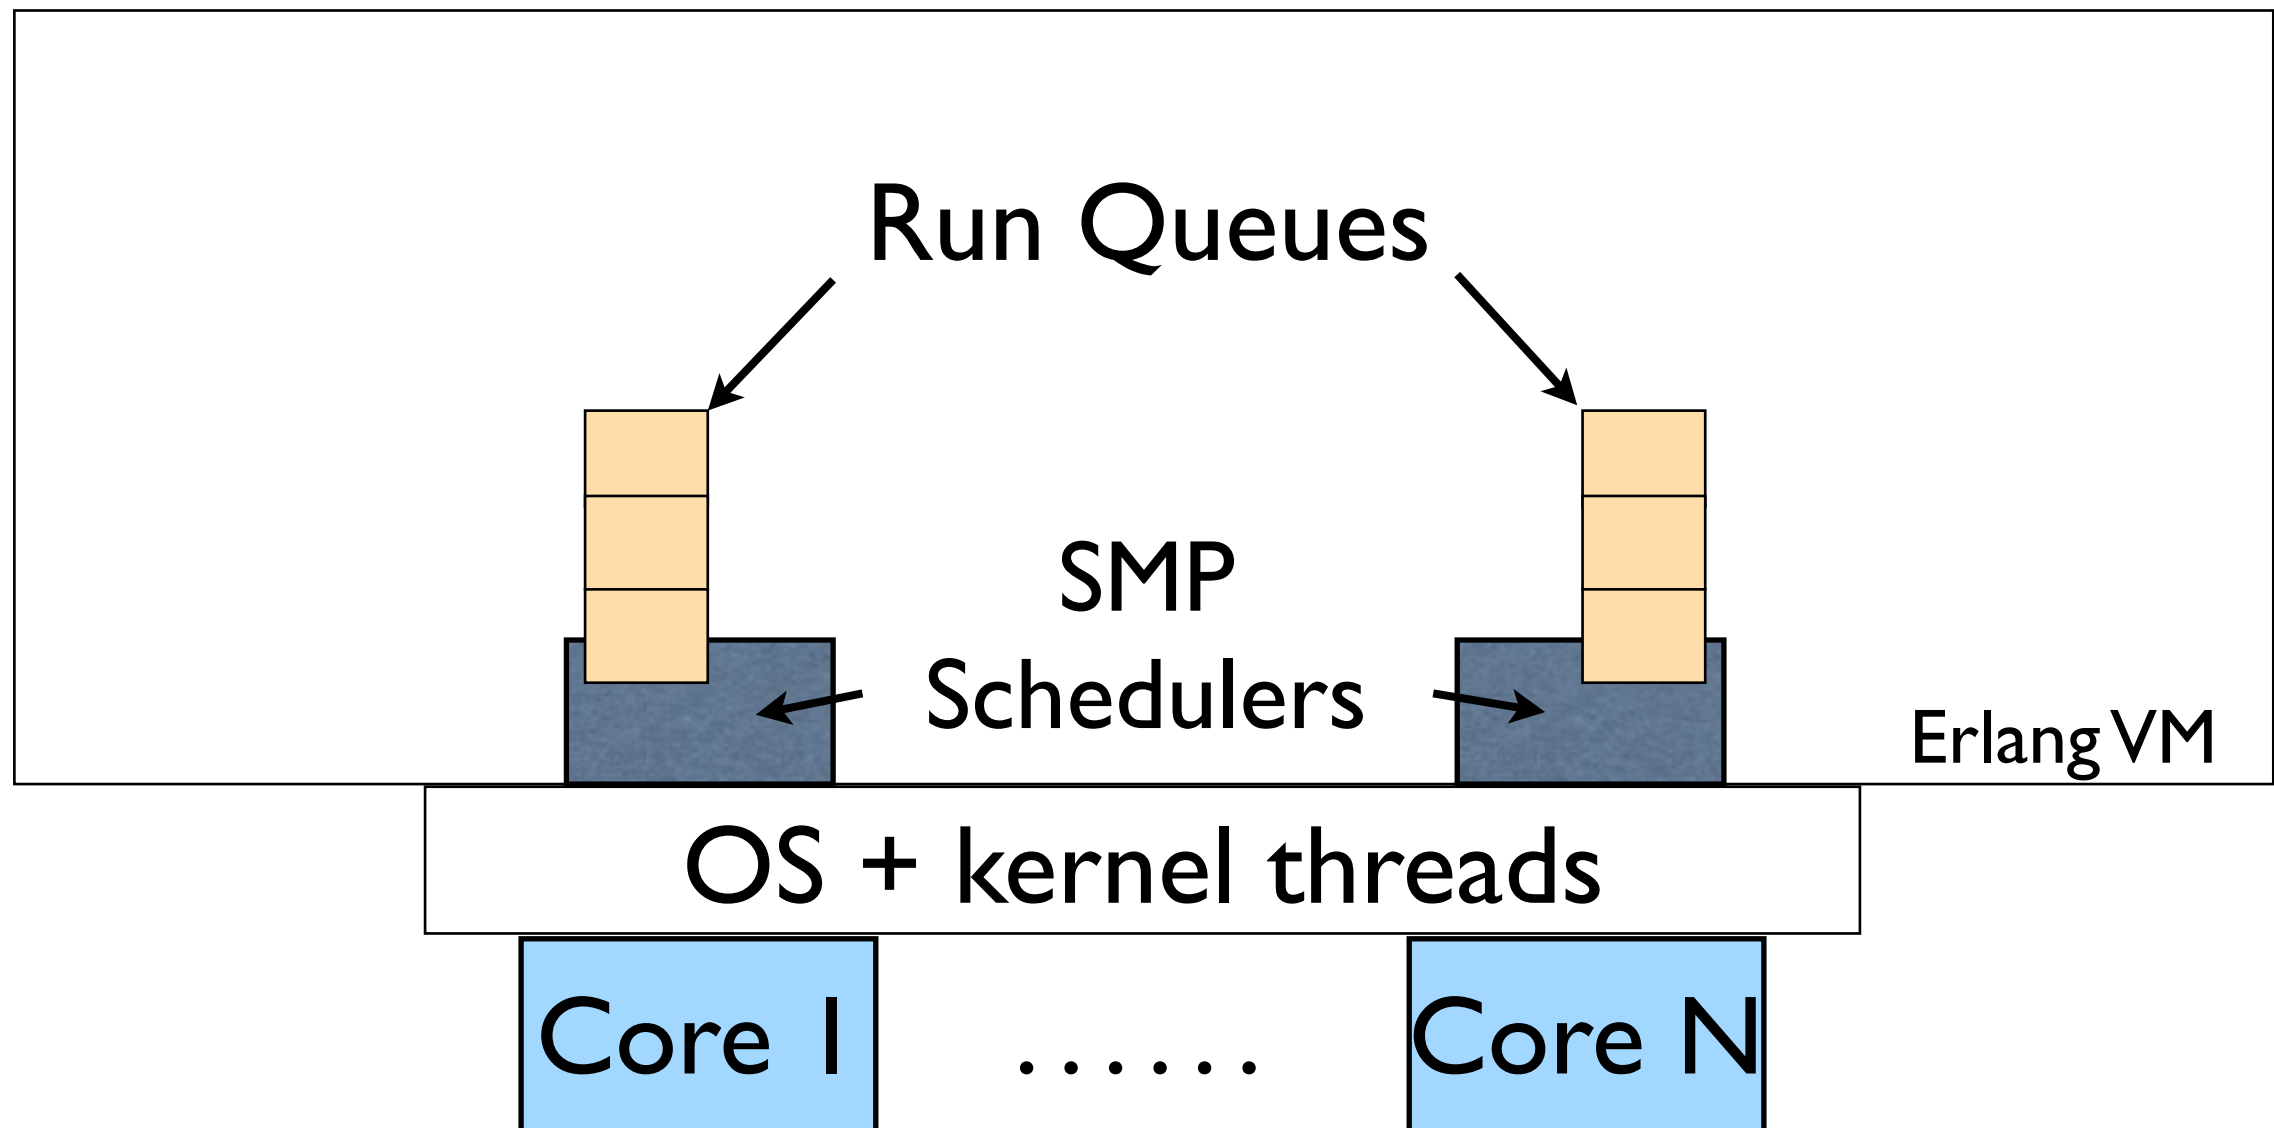 Run Queues
SMP
Schedulers
Erlang VM
OS + kernel threads
Core 1
......
Core N